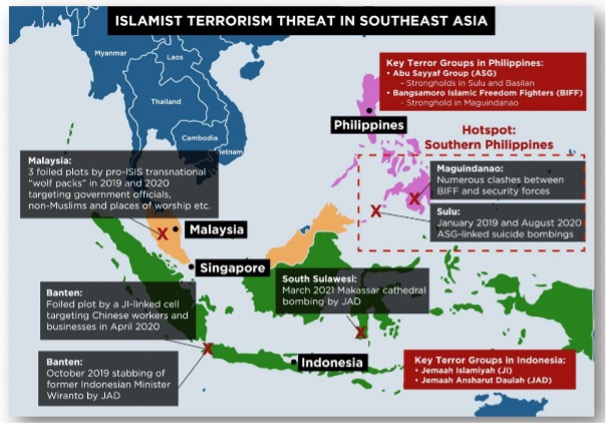 ISLAMIST TERRORISM THREAT IN SOUTHEAST ASIA
Myanmar
Laos
Thailand
Cambodia
Vietnam
Key Terror Groups in Philippines:
• Abu Sayyaf Group (ASG)
- Strongholds in Sulu and Basilan
• Bangsamoro Islamic Freedom Fighters (BIFF)
- Stronghold in Maguindanao
Philippines
Hotspot:
Southern Philippines
Maguindanao:
Numerous clashes between
BIFF and security forces
Sulu:
January 2019 and August 2020
ASG-linked suicide bombings
Malaysia:
3 foiled plots by pro-ISIS transnational
"wolf packs" in 2019 and 2020
targeting government officials,
non-Muslims and places of worship etc.
Malaysia
Singapore
Banten:
Foiled plot by a JI-linked cell
targeting Chinese workers and
businesses in April 2020
South Sulawesi:
March 2021 Makassar cathedral
bombing by JAD
Banten:
October 2019 stabbing of
former Indonesian Minister
Wiranto by JAD
Indonesia
Key Terror Groups in Indonesia:
• Jemaah Islamiyah (JI)
• Jemaah Ansharut Daulah (JAD)